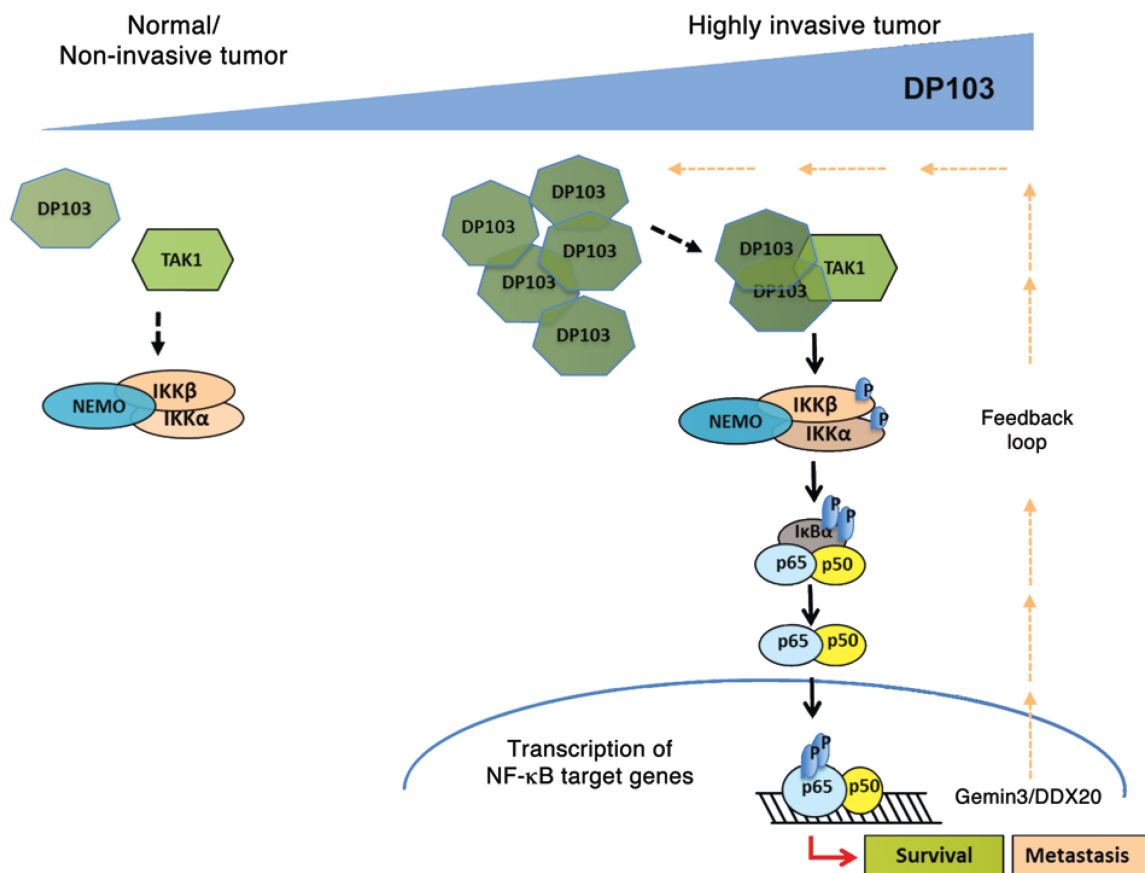 Normal/
Non-invasive tumor
Highly invasive tumor
DP103
DP103
TAK1
IKKβ
NEMO
IKKα
DP103
DP103
DP103
DP103
DP103
DP103
TAK1
DP103
P
IKKβ
P
NEMO
IKKα
Feedback
loop
P
P
IκBα
p65
p50
p65
p50
Transcription of
NF-κB target genes
P
P
p65
p50
Gemin3/DDX20
Survival
Metastasis